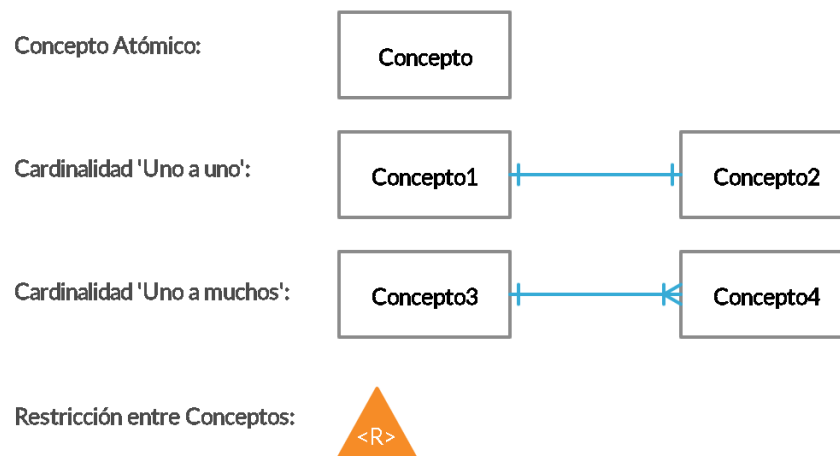 Concepto Atómico:
Concepto
Cardinalidad 'Uno a uno':
Concepto1
Concepto2
Cardinalidad 'Uno a muchos':
Concepto3
Concepto4
Restricción entre Conceptos:
<R>